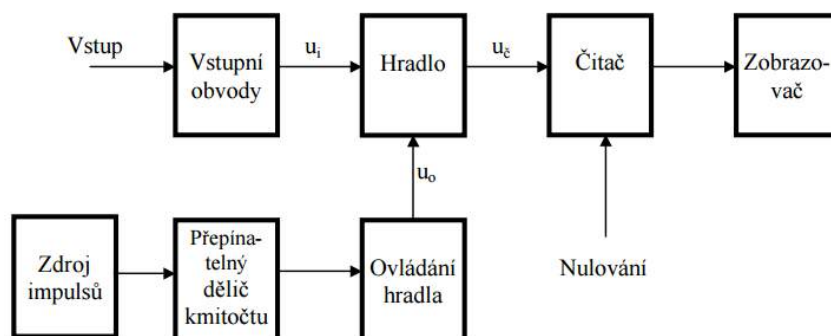 Vstup
Vstupní
obvody
u_i
Hradlo
u_č
Čitač
Zobrazo-
vač
u_o
Zdroj
impulsů
Přepína-
telný
dělič
kmitočtu
Ovládání
hradla
Nulování